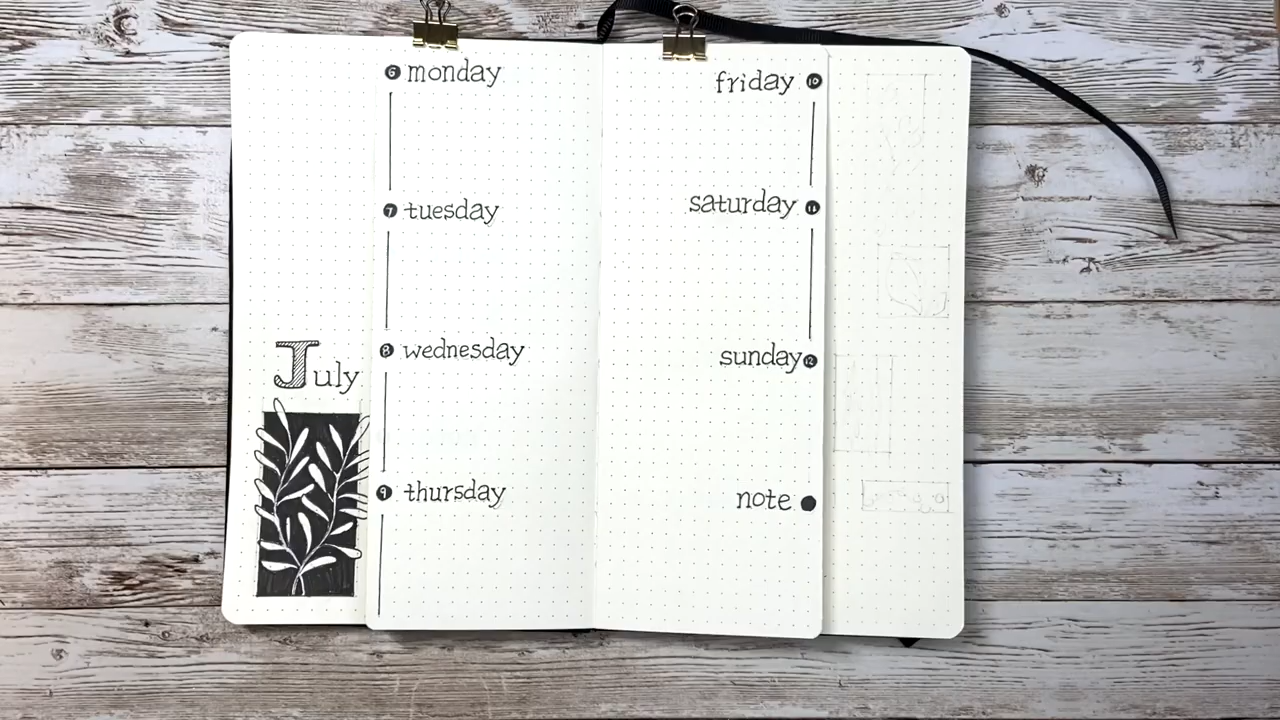 July
6 monday
7 tuesday
8 wednesday
9 thursday
friday 10
saturday 11
sunday 12
note